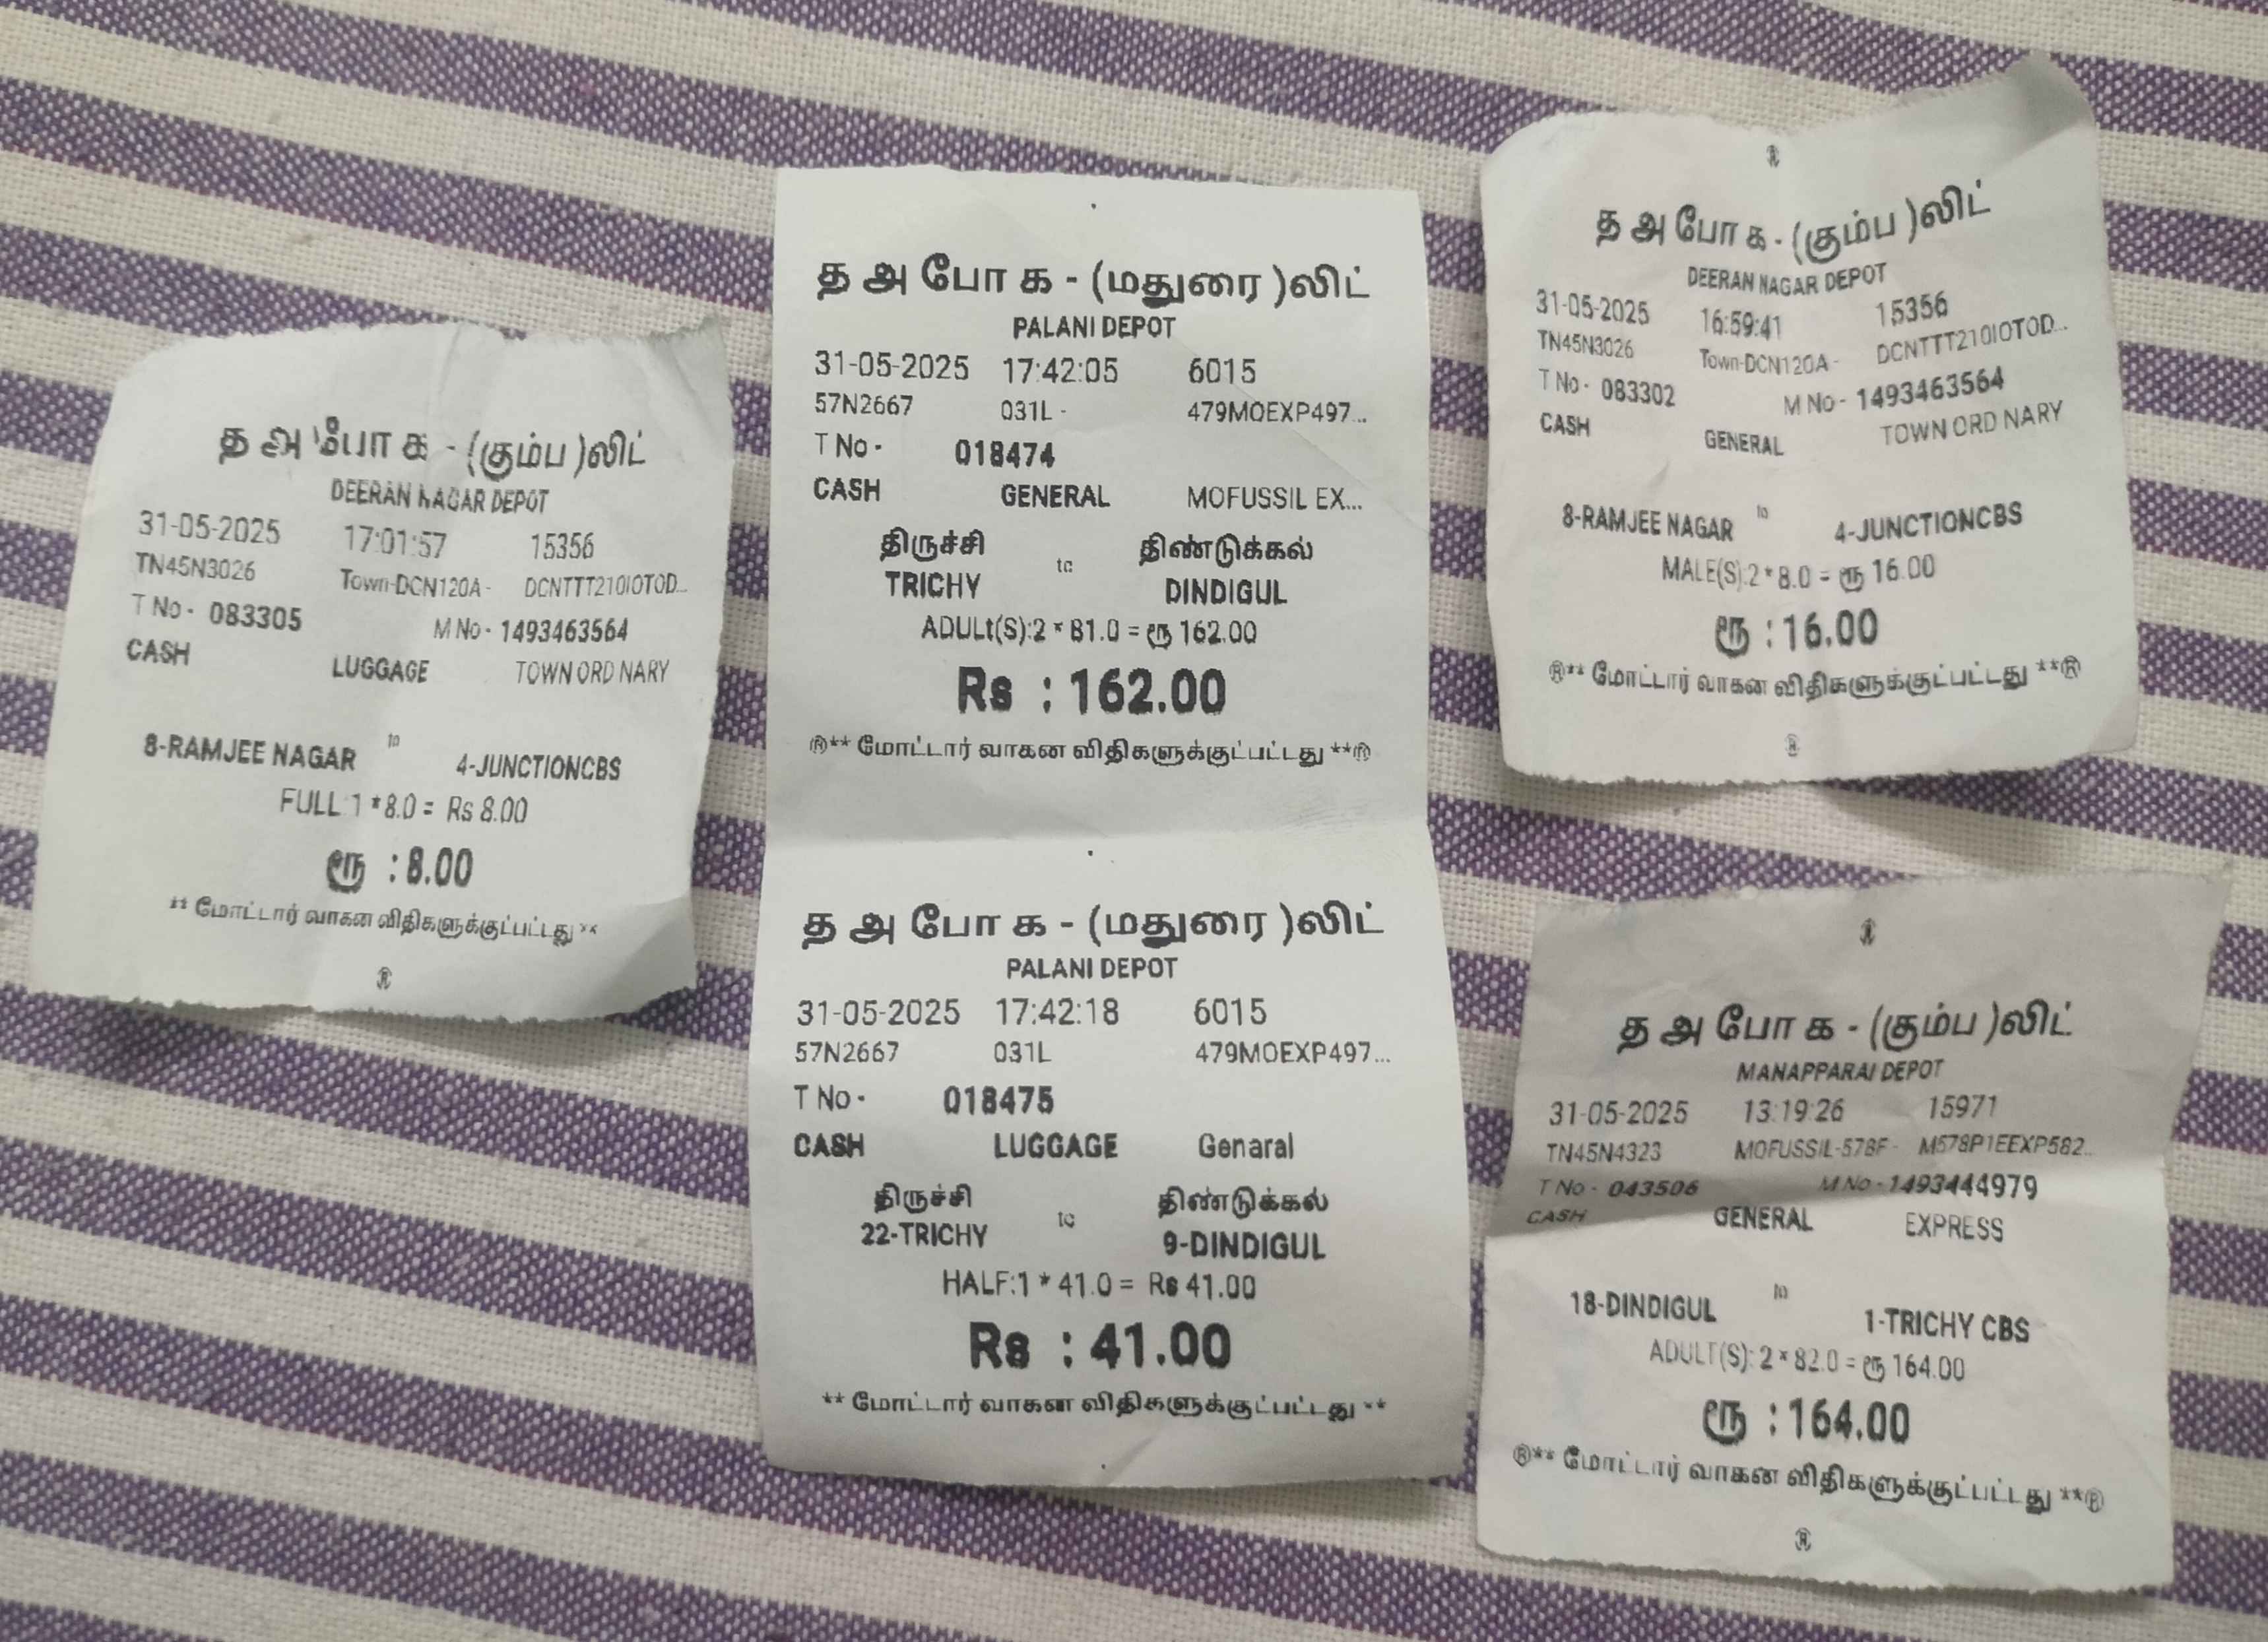 த அ போ க - (கும்ப )லிட்
DEERAN NAGAR DEPOT
31-05-2025 17:01:57 15356
TN45N3026 Town-DCN120A - DCNTTT210IOTOD...
T No - 083305 M No - 1493463564
CASH LUGGAGE TOWN ORD NARY
8-RAMJEE NAGAR to 4-JUNCTIONCBS
FULL 1 * 8.0 = Rs 8.00
ரூ : 8.00
** மோட்டார் வாகன விதிகளுக்குட்பட்டது **
®
த அ போ க - (மதுரை )லிட்
PALANI DEPOT
31-05-2025 17:42:05 6015
57N2667 031L - 479MOEXP497...
T No - 018474
CASH GENERAL MOFUSSIL EX...
திருச்சி திண்டுக்கல்
TRICHY to DINDIGUL
ADULt(S):2 * 81.0 = ரூ 162.00
Rs : 162.00
®** மோட்டார் வாகன விதிகளுக்குட்பட்டது **®
த அ போ க - (மதுரை )லிட்
PALANI DEPOT
31-05-2025 17:42:18 6015
57N2667 031L 479MOEXP497...
T No - 018475
CASH LUGGAGE Genaral
திருச்சி திண்டுக்கல்
22-TRICHY to 9-DINDIGUL
HALF:1 * 41.0 = Rs 41.00
Rs : 41.00
** மோட்டார் வாகன விதிகளுக்குட்பட்டது **
®
த அ போ க - (கும்ப )லிட்
DEERAN NAGAR DEPOT
31-05-2025 16:59:41 15356
TN45N3026 Town-DCN120A - DCNTTT210IOTOD...
T No - 083302 M No - 1493463564
CASH GENERAL TOWN ORD NARY
8-RAMJEE NAGAR to 4-JUNCTIONCBS
MALE(S):2 * 8.0 = ரூ 16.00
ரூ : 16.00
®** மோட்டார் வாகன விதிகளுக்குட்பட்டது **®
®
®
த அ போ க - (கும்ப )லிட்
MANAPPARAI DEPOT
31-05-2025 13:19:26 15971
TN45N4323 MOFUSSIL-578F - M578P1EEXP582...
T No - 043506 M No - 1493444979
CASH GENERAL EXPRESS
18-DINDIGUL to 1-TRICHY CBS
ADULT(S): 2 * 82.0 = ரூ 164.00
ரூ : 164.00
®** மோட்டார் வாகன விதிகளுக்குட்பட்டது **®
®